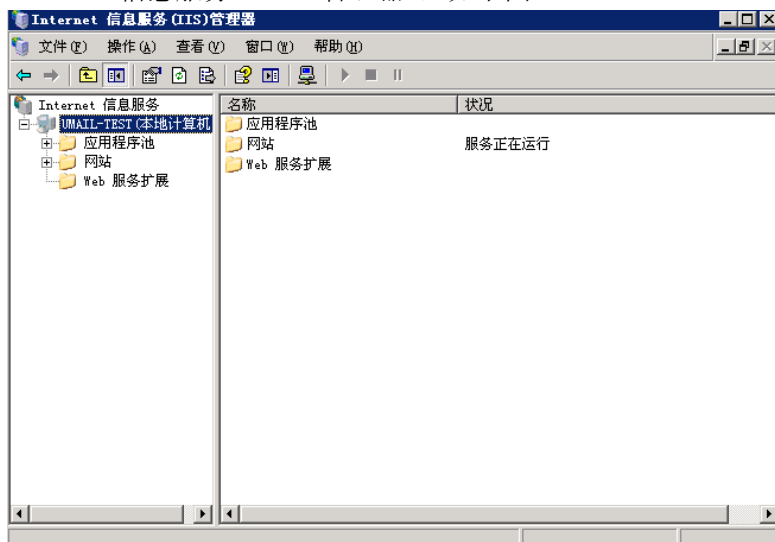 Internet 信息服务(IIS)管理器
文件(F) 操作(A) 查看(V) 窗口(W) 帮助(H)
Internet 信息服务
UMAIL-TEST(本地计算机
应用程序池
网站
Web 服务扩展
名称 状况
应用程序池
网站 服务正在运行
Web 服务扩展